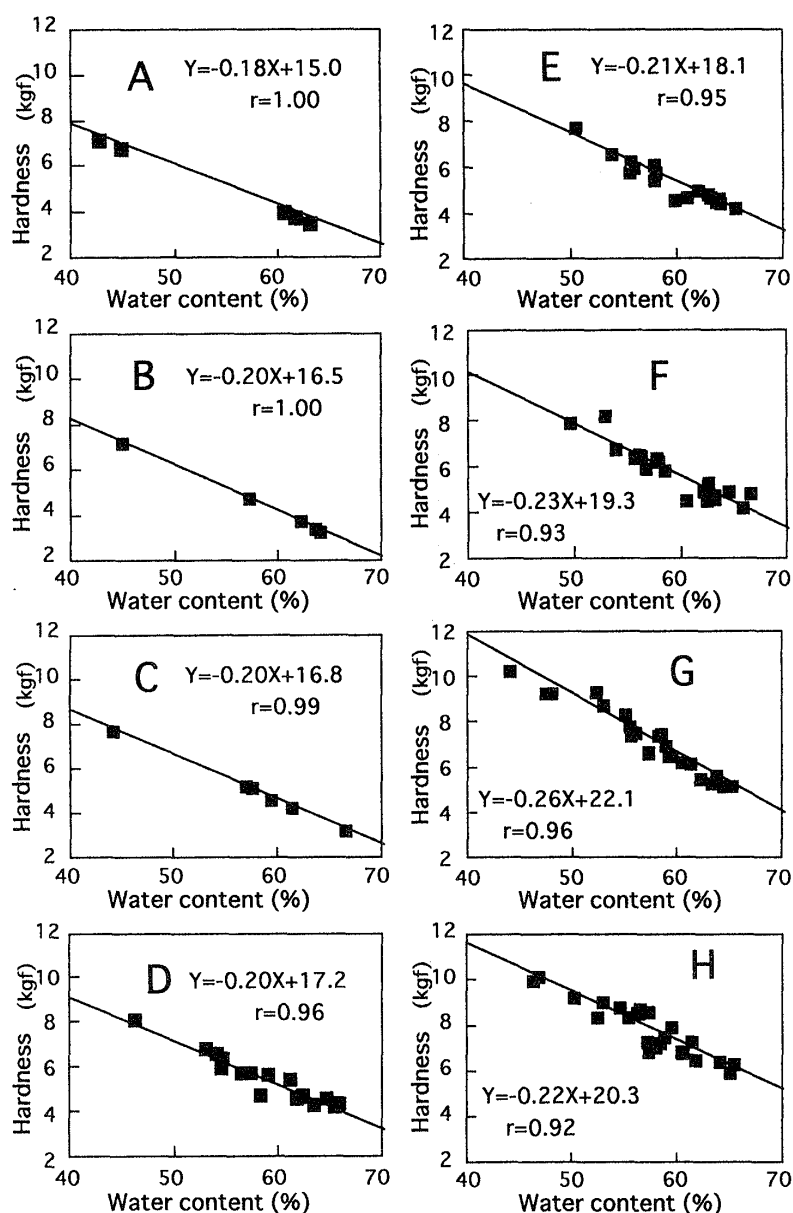 12
10
8
6
4
2
Hardness (kgf)
A
Y=-0.18X+15.0
r=1.00
40 50 60 70
Water content (%)
12
10
8
6
4
2
Hardness (kgf)
E
Y=-0.21X+18.1
r=0.95
40 50 60 70
Water content (%)
12
10
8
6
4
2
Hardness (kgf)
B
Y=-0.20X+16.5
r=1.00
40 50 60 70
Water content (%)
12
10
8
6
4
2
Hardness (kgf)
F
Y=-0.23X+19.3
r=0.93
40 50 60 70
Water content (%)
12
10
8
6
4
2
Hardness (kgf)
C
Y=-0.20X+16.8
r=0.99
40 50 60 70
Water content (%)
12
10
8
6
4
2
Hardness (kgf)
G
Y=-0.26X+22.1
r=0.96
40 50 60 70
Water content (%)
12
10
8
6
4
2
Hardness (kgf)
D
Y=-0.20X+17.2
r=0.96
40 50 60 70
Water content (%)
12
10
8
6
4
2
Hardness (kgf)
H
Y=-0.22X+20.3
r=0.92
40 50 60 70
Water content (%)